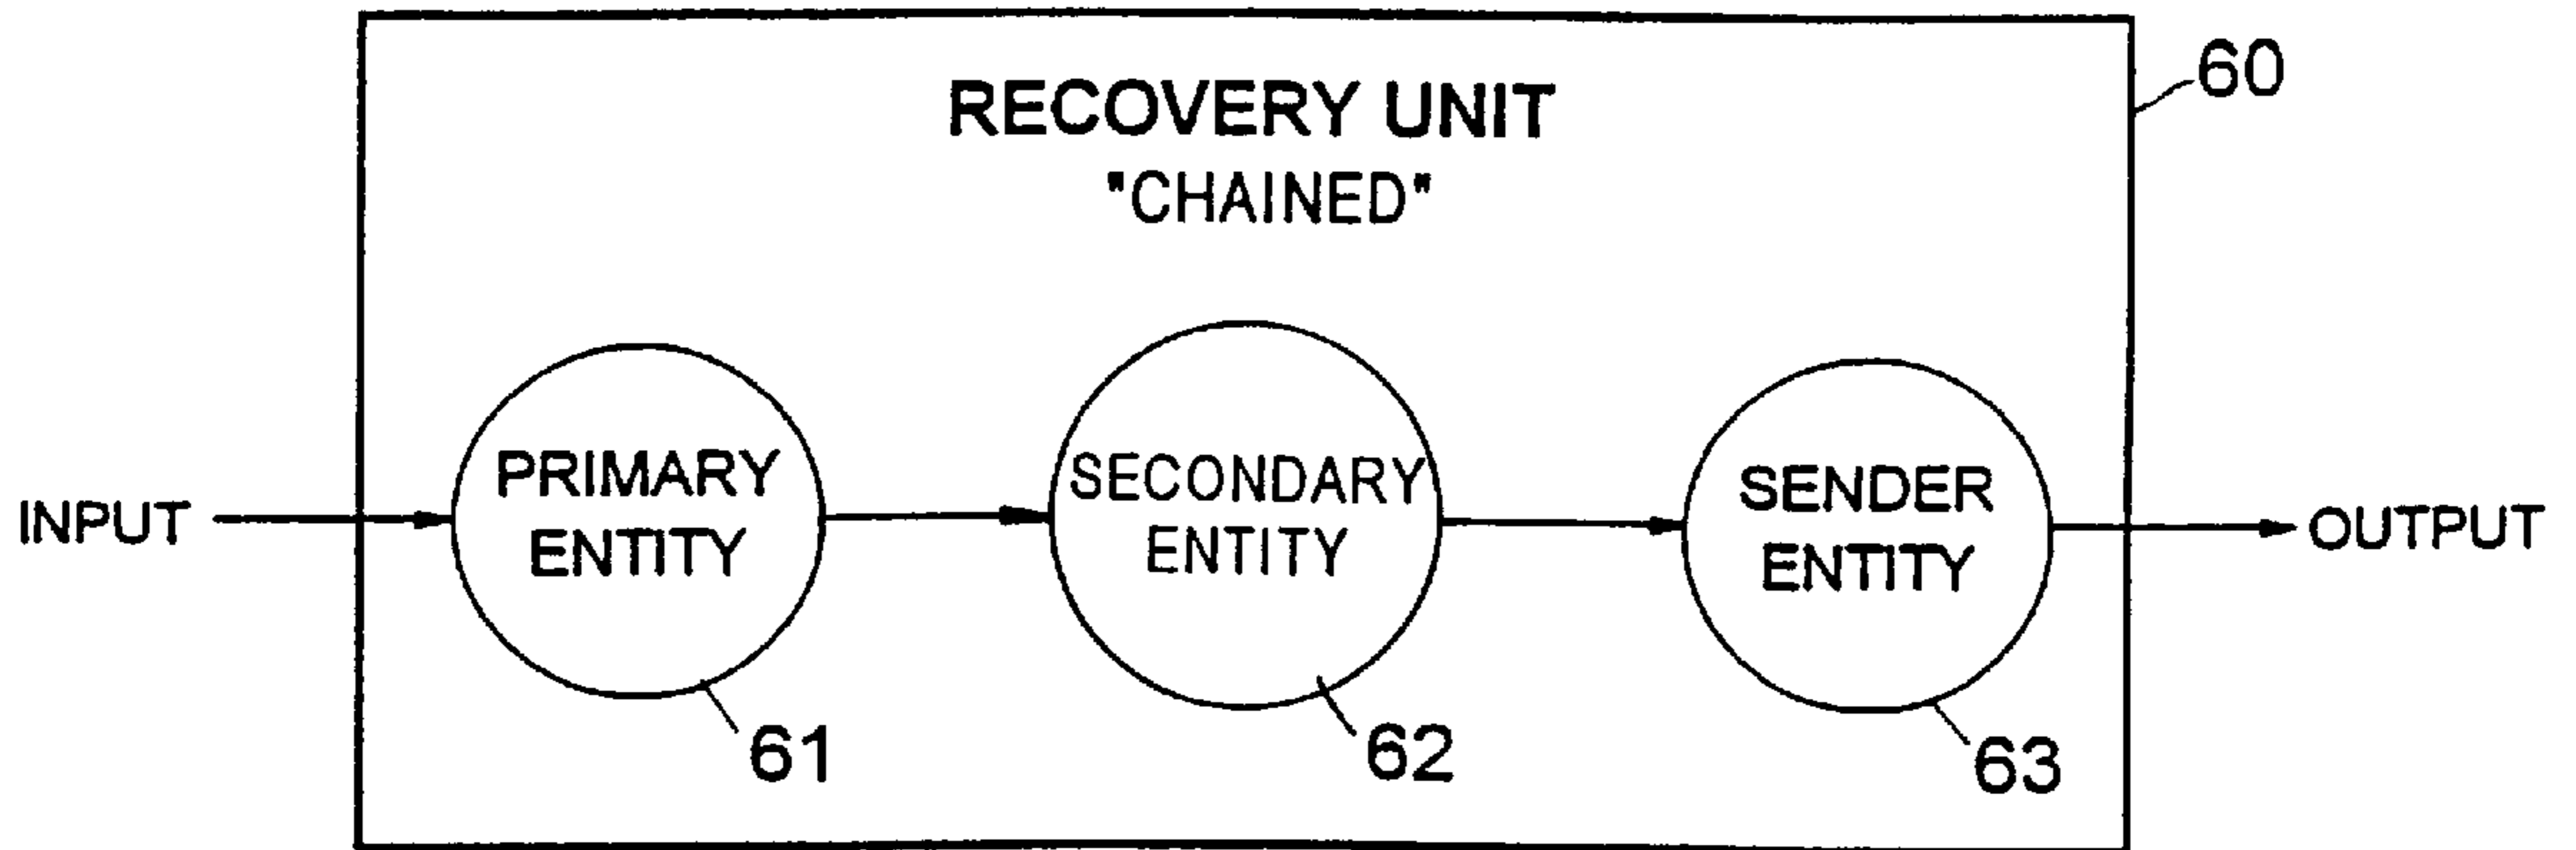 RECOVERY UNIT
"CHAINED"
60
INPUT
PRIMARY
ENTITY
SECONDARY
ENTITY
SENDER
ENTITY
OUTPUT
61
62
63